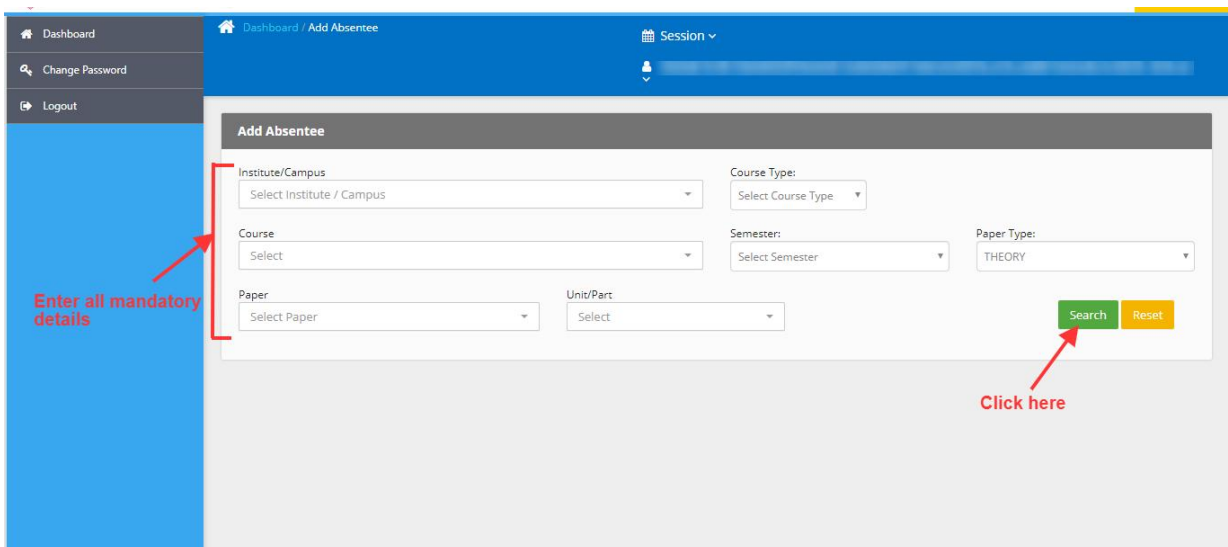 Dashboard
Change Password
Logout
Dashboard / Add Absentee
Session
Add Absentee
Institute/Campus
Select Institute / Campus
Course Type:
Select Course Type
Course
Select
Semester:
Select Semester
Paper Type:
THEORY
Paper
Select Paper
Unit/Part
Select
Search
Reset
Enter all mandatory
details
Click here